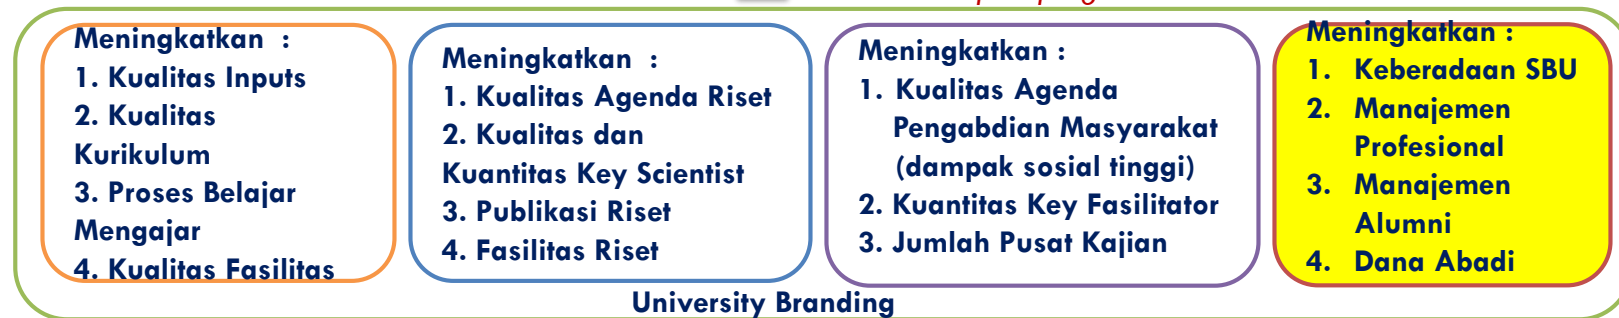 Meningkatkan :
1. Kualitas Inputs
2. Kualitas
Kurikulum
3. Proses Belajar
Mengajar
4. Kualitas Fasilitas
Meningkatkan :
1. Kualitas Agenda Riset
2. Kualitas dan
Kuantitas Key Scientist
3. Publikasi Riset
4. Fasilitas Riset
Meningkatkan :
1. Kualitas Agenda
Pengabdian Masyarakat
(dampak sosial tinggi)
2. Kuantitas Key Fasilitator
3. Jumlah Pusat Kajian
Meningkatkan :
1. Keberadaan SBU
2. Manajemen
Profesional
3. Manajemen
Alumni
4. Dana Abadi
University Branding